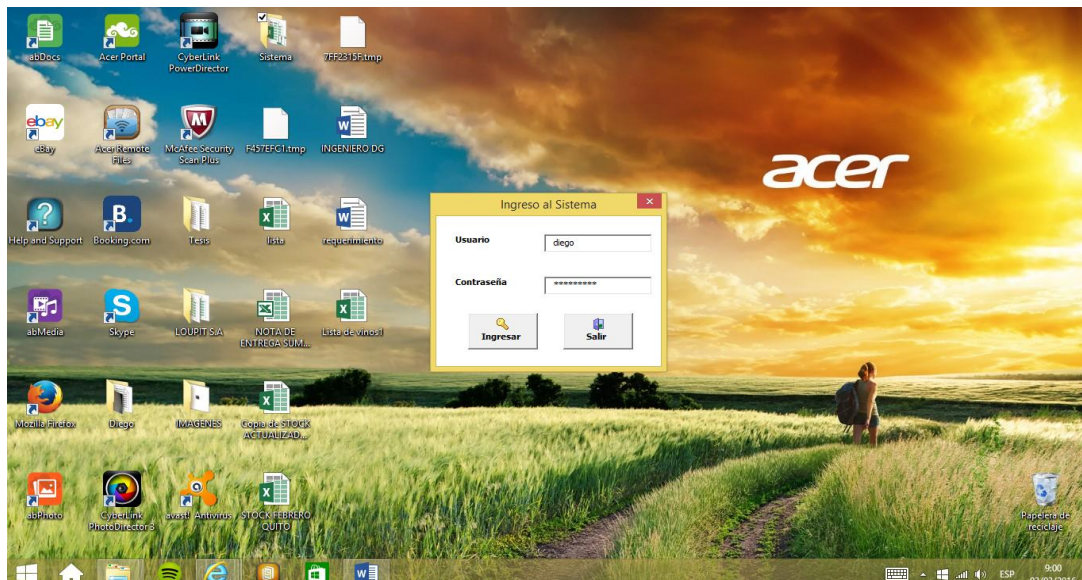 abDocs
Acer Portal
CyberLink
PowerDirector
Sistema
7FF2315F.tmp
ebay
eBay
Acer Remote
Files
McAfee Security
Scan Plus
F457EFC1.tmp
INGENIERO DG
acer
Help and Support
Booking.com
Tesis
lista
requerimiento
Ingreso al Sistema
Usuario
diego
Contraseña
*********
Ingresar
Salir
abMedia
Skype
LOUPIT S.A
NOTA DE
ENTREGA SUM...
Lista de vinos1
Mozilla Firefox
Diego
IMAGENES
Copia de STOCK
ACTUALIZAD...
abPhoto
CyberLink
PhotoDirector 3
avast! Antivirus
STOCK FEBRERO
QUITO
Papelera de
reciclaje
ESP
9:00